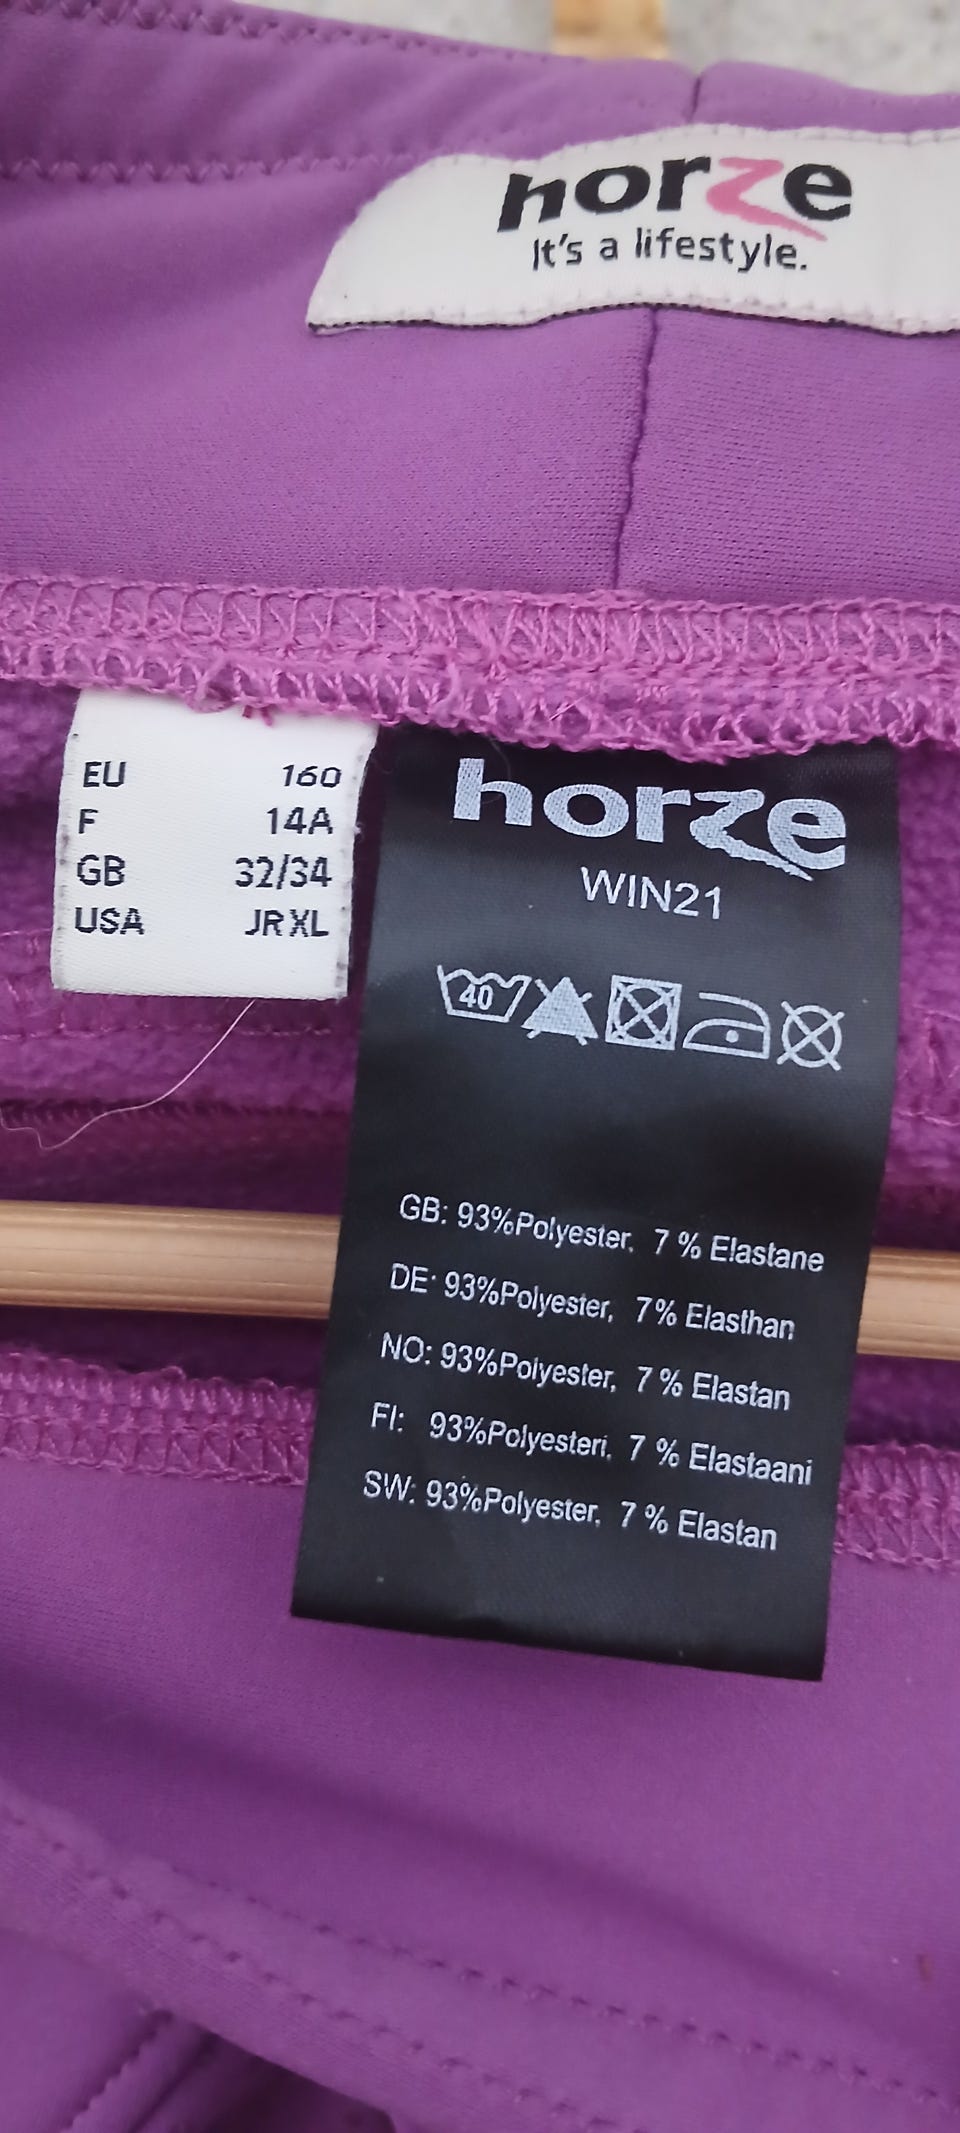 horze
It's a lifestyle.
EU 160
F 14A
GB 32/34
USA JR XL
horze
WIN21
40
GB: 93%Polyester, 7 % Elastane
DE: 93%Polyester, 7% Elasthan
NO: 93%Polyester, 7 % Elastan
FI: 93%Polyesteri, 7 % Elastaani
SW: 93%Polyester, 7 % Elastan